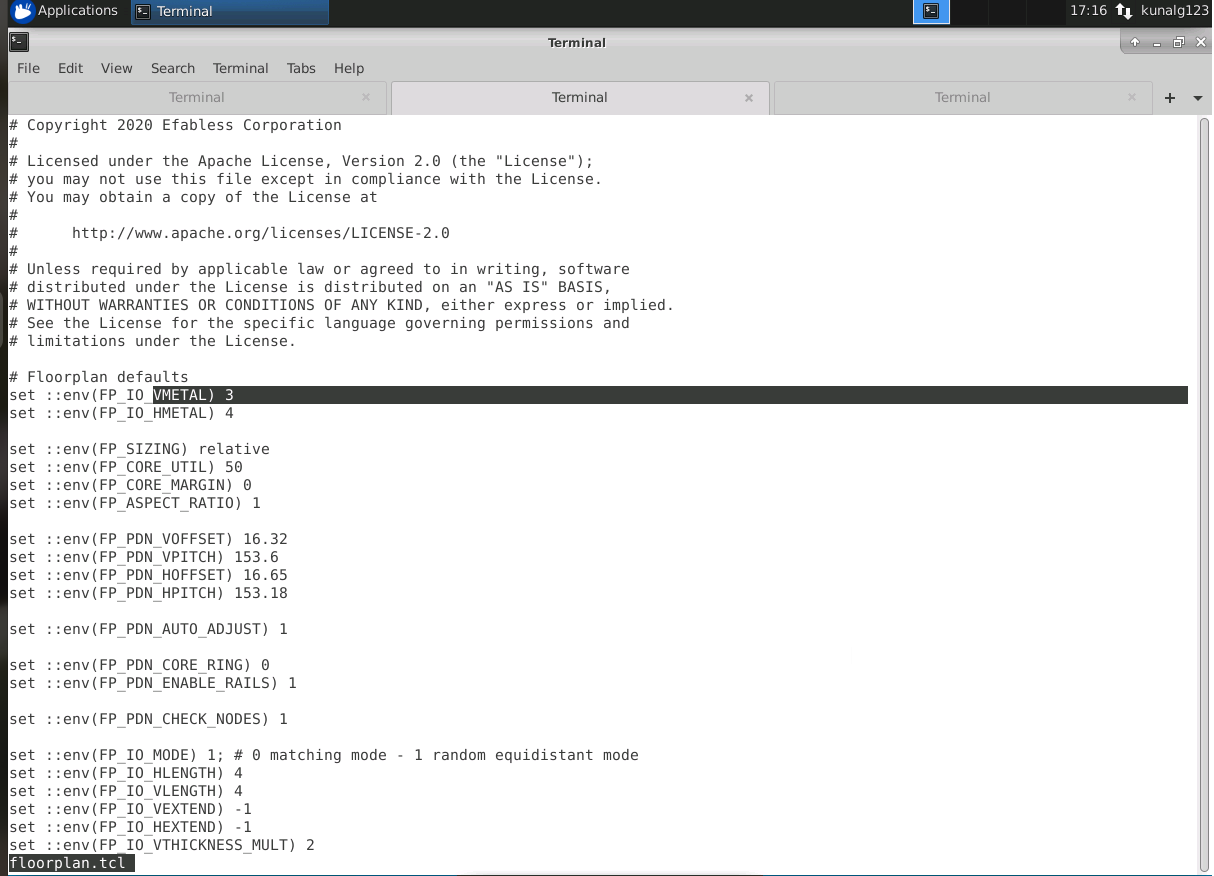 Applications Terminal 17:16 kunalg123
Terminal
File Edit View Search Terminal Tabs Help
Terminal Terminal Terminal
# Copyright 2020 Efabless Corporation
#
# Licensed under the Apache License, Version 2.0 (the "License");
# you may not use this file except in compliance with the License.
# You may obtain a copy of the License at
#
#      http://www.apache.org/licenses/LICENSE-2.0
#
# Unless required by applicable law or agreed to in writing, software
# distributed under the License is distributed on an "AS IS" BASIS,
# WITHOUT WARRANTIES OR CONDITIONS OF ANY KIND, either express or implied.
# See the License for the specific language governing permissions and
# limitations under the License.
# Floorplan defaults
set ::env(FP_IO_VMETAL) 3
set ::env(FP_IO_HMETAL) 4
set ::env(FP_SIZING) relative
set ::env(FP_CORE_UTIL) 50
set ::env(FP_CORE_MARGIN) 0
set ::env(FP_ASPECT_RATIO) 1
set ::env(FP_PDN_VOFFSET) 16.32
set ::env(FP_PDN_VPITCH) 153.6
set ::env(FP_PDN_HOFFSET) 16.65
set ::env(FP_PDN_HPITCH) 153.18
set ::env(FP_PDN_AUTO_ADJUST) 1
set ::env(FP_PDN_CORE_RING) 0
set ::env(FP_PDN_ENABLE_RAILS) 1
set ::env(FP_PDN_CHECK_NODES) 1
set ::env(FP_IO_MODE) 1; # 0 matching mode - 1 random equidistant mode
set ::env(FP_IO_HLENGTH) 4
set ::env(FP_IO_VLENGTH) 4
set ::env(FP_IO_VEXTEND) -1
set ::env(FP_IO_HEXTEND) -1
set ::env(FP_IO_VTHICKNESS_MULT) 2
floorplan.tcl